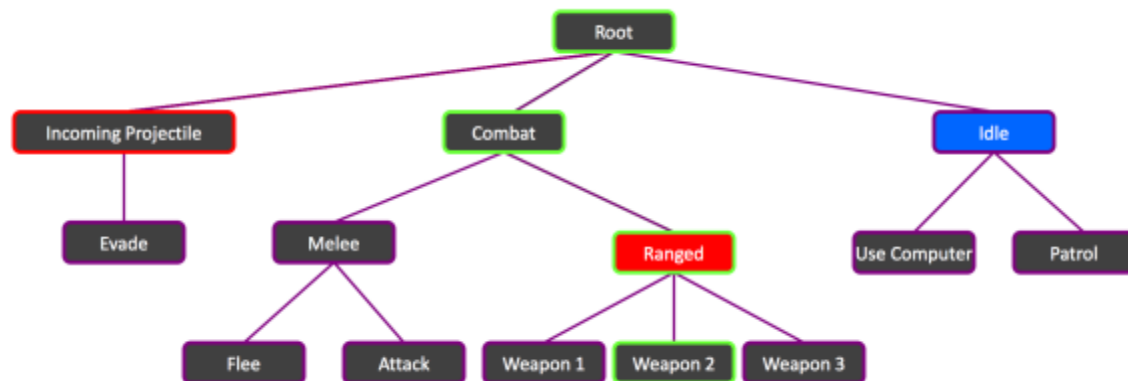 Root
Incoming Projectile
Combat
Idle
Evade
Melee
Ranged
Use Computer
Patrol
Flee
Attack
Weapon 1
Weapon 2
Weapon 3